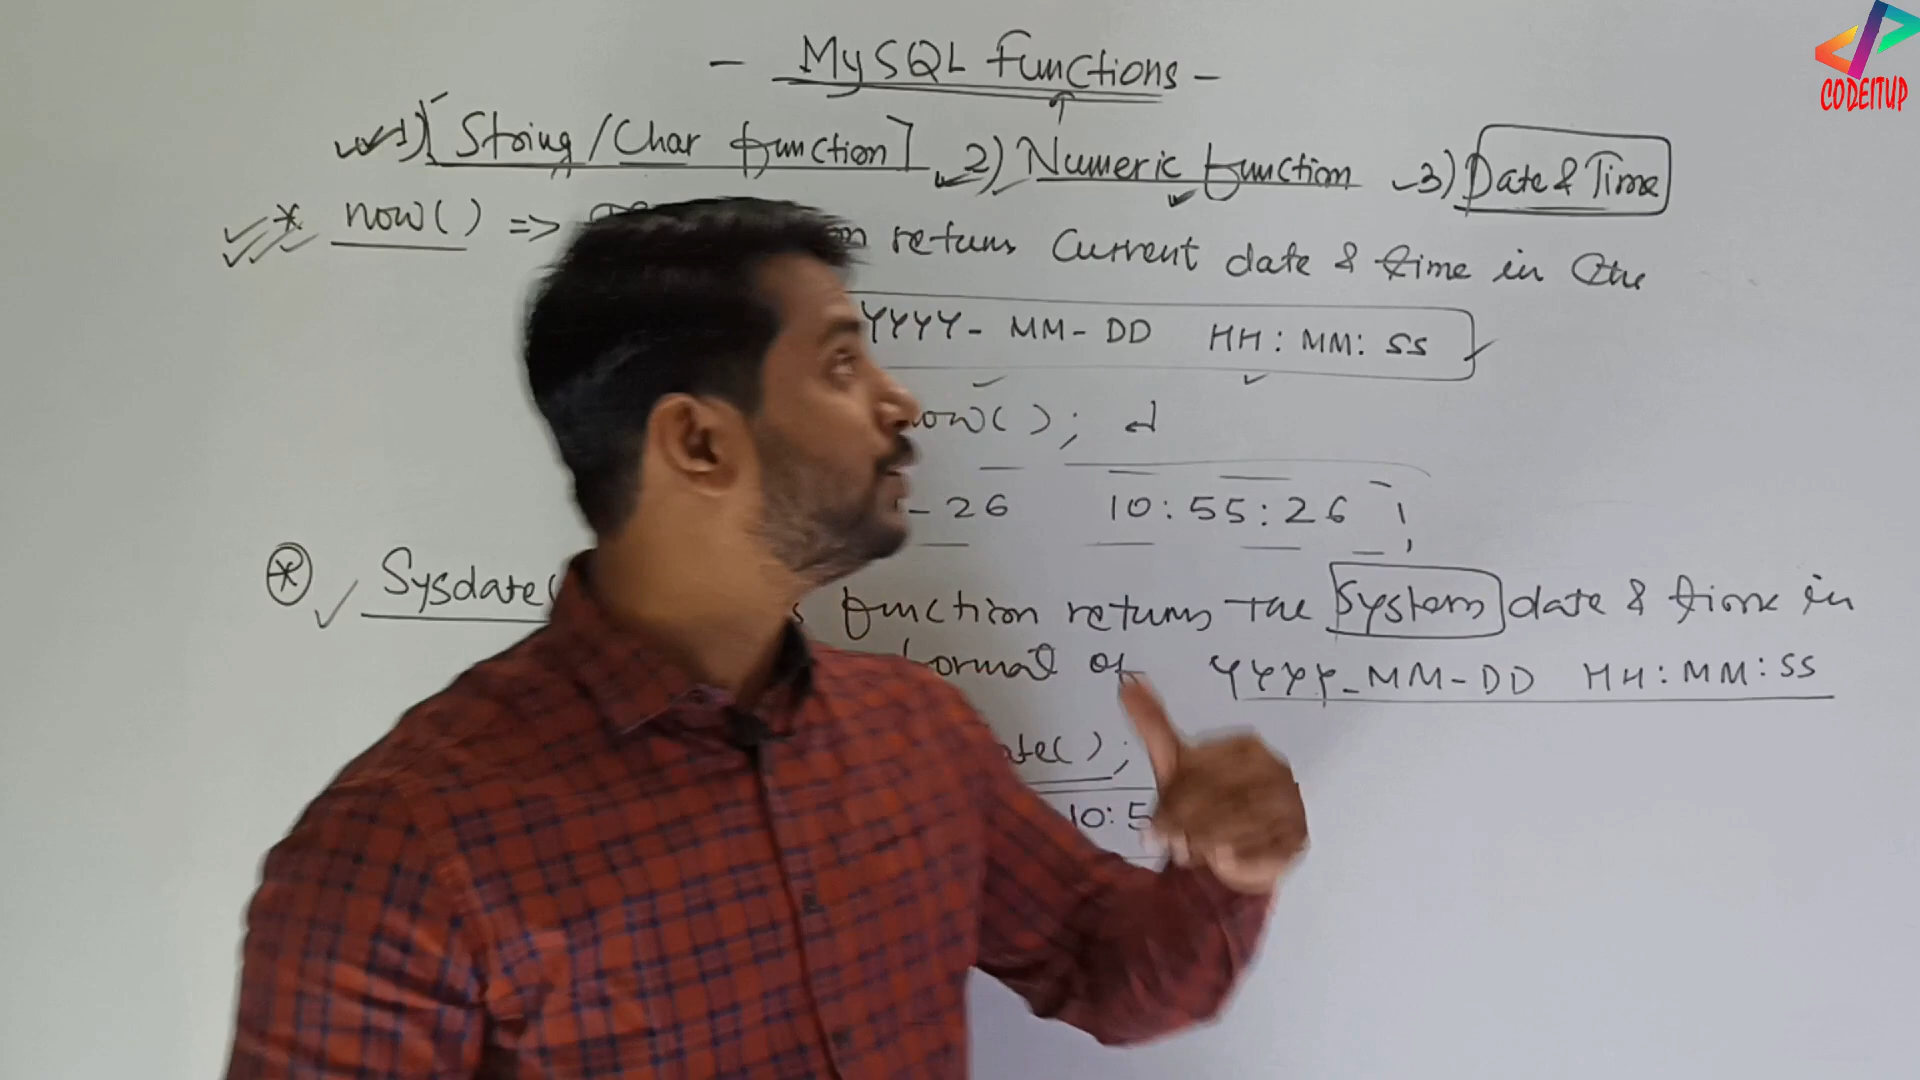 - MySQL Functions -
1) [String/Char function] 2) Numeric function 3) Date & Time
* now() => returns Current date & time in the
YYYY-MM-DD HH:MM:SS
now();
- 26 10:55:26
* Sysdate( function returns the System date & time in
format of YYYY-MM-DD HH:MM:SS
ate();
10:5
CODEITUP